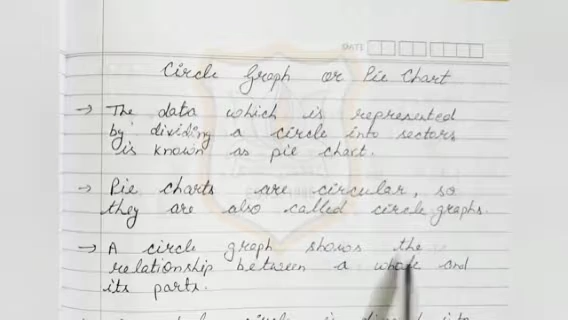 DATE
Circle Graph or Pie Chart
→ The data which is represented
by dividing a circle into sectors
is known as pie chart.
→ Pie charts are circular, so
they are also called circle graphs.
→ A circle graph shows the
relationship between a whole and
its parts.